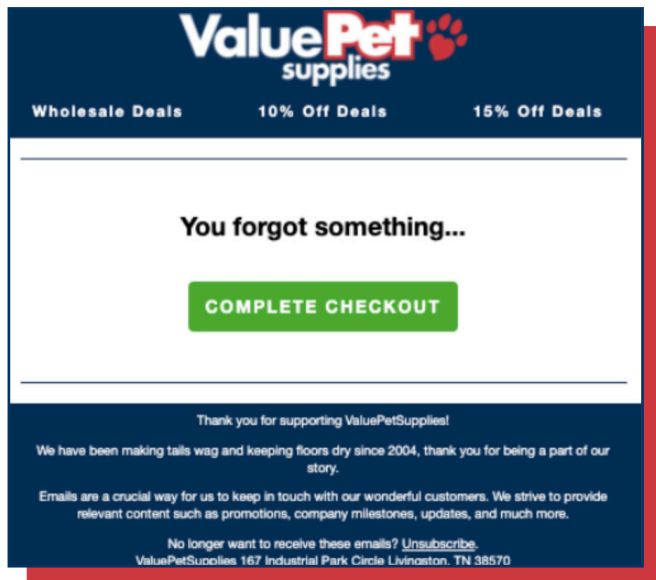 ValuePet
supplies
Wholesale Deals 10% Off Deals 15% Off Deals
You forgot something...
COMPLETE CHECKOUT
Thank you for supporting ValuePetSupplies!
We have been making tails wag and keeping floors dry since 2004, thank you for being a part of our
story.
Emails are a crucial way for us to keep in touch with our wonderful customers. We strive to provide
relevant content such as promotions, company milestones, updates, and much more.
No longer want to receive these emails? Unsubscribe.
ValuePetSupplies 167 Industrial Park Circle Livingston, TN 38570